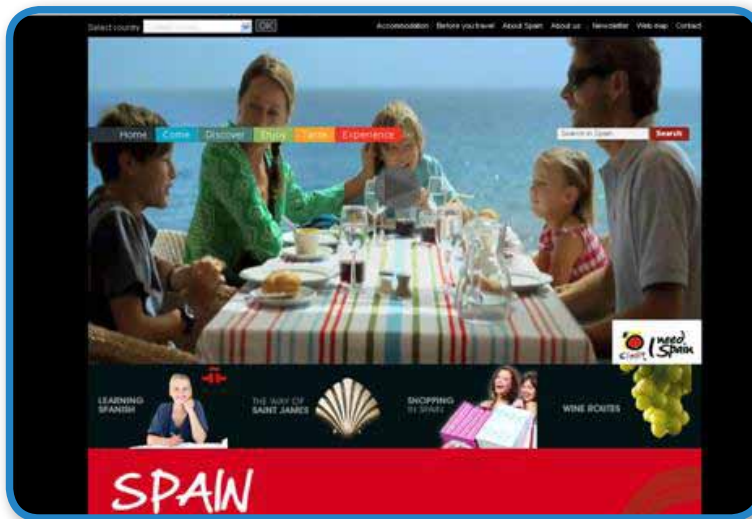 Select country OK Accommodation Before you travel About Spain About us Newsletter Web map Contact
Home Come Discover Enjoy Taste Experience Search in Spain Search
I need
Spain
LEARNING
SPANISH
THE WAY OF
SAINT JAMES
SHOPPING
IN SPAIN
WINE ROUTES
SPAIN